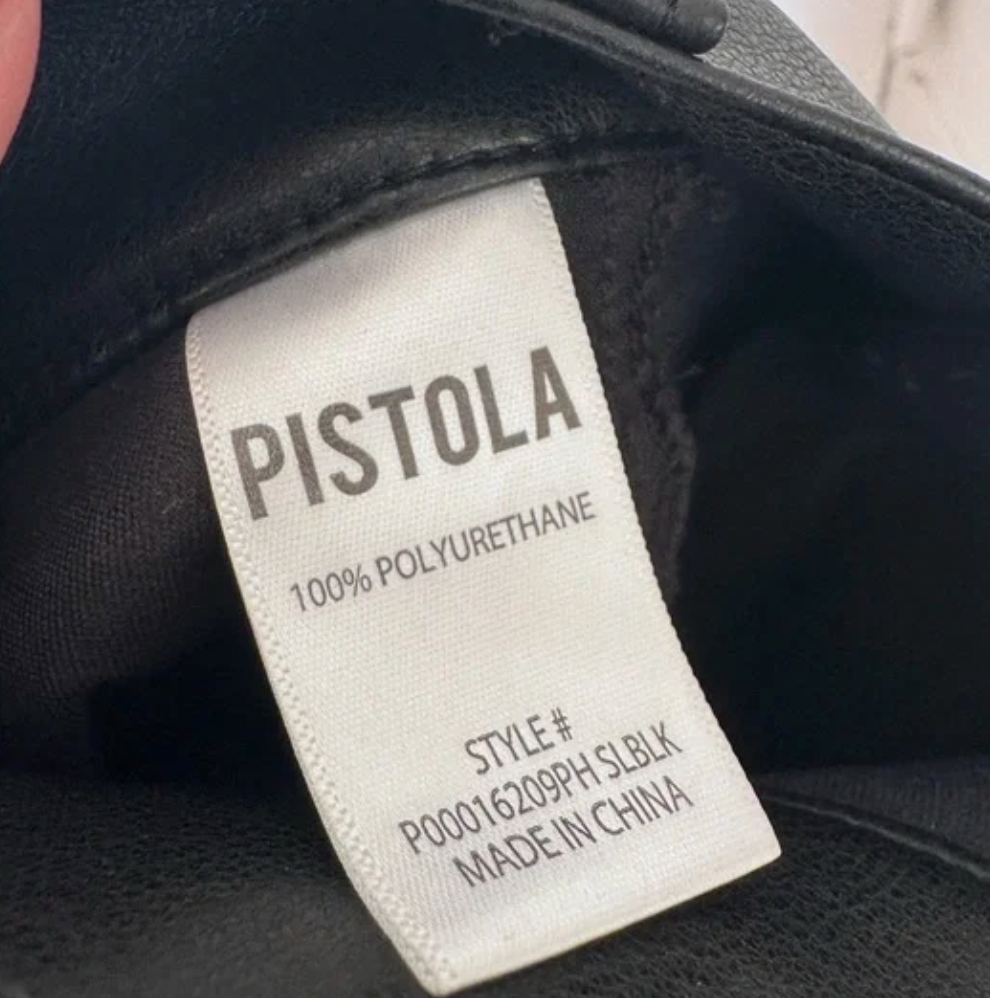 PISTOLA
100% POLYURETHANE
STYLE #
P00016209PH SLBLK
MADE IN CHINA